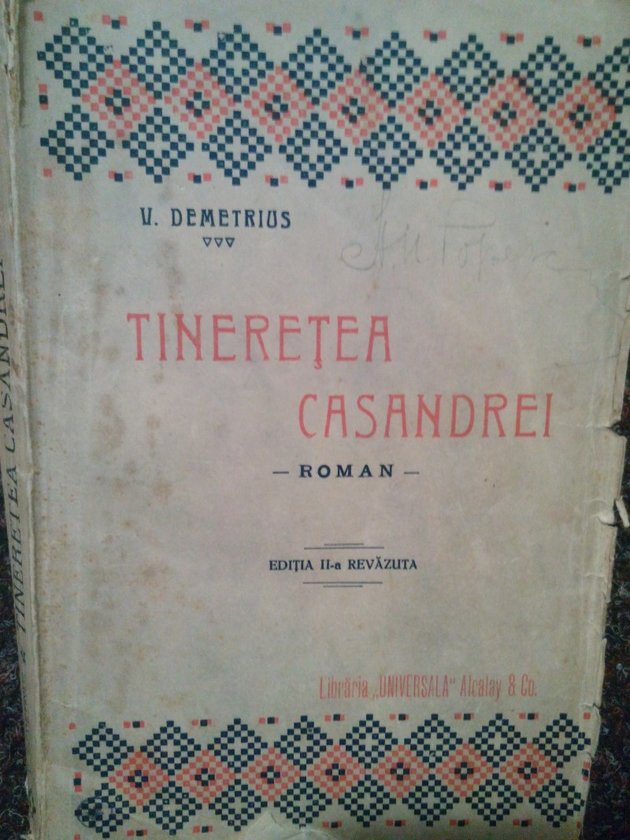 V. DEMETRIUS
TINEREŢEA
CASANDREI
— ROMAN —
EDIŢIA II-a REVĂZUTA
Librăria „UNIVERSALA" Alcalay & Co.
TINEREŢEA CASANDREI